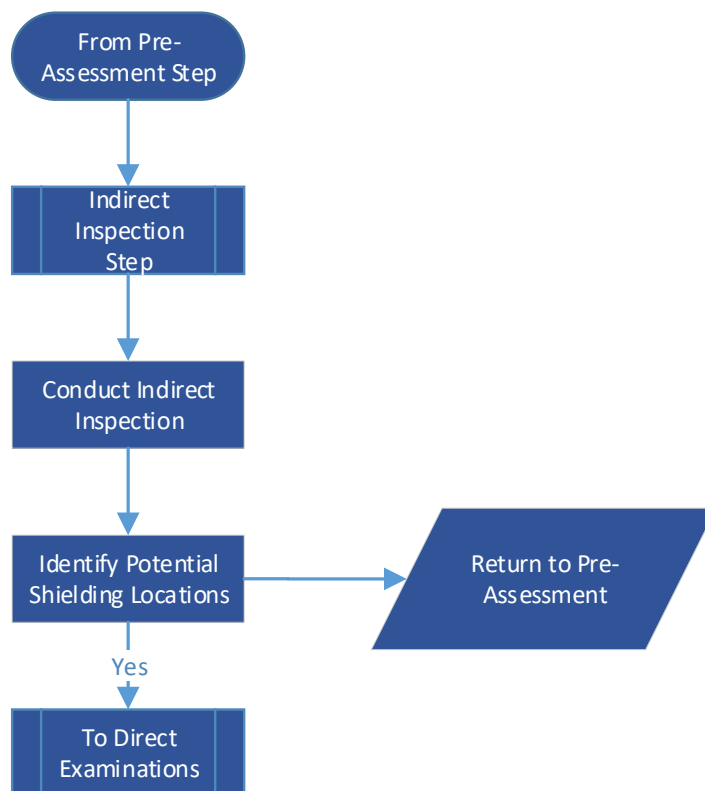 From Pre-
Assessment Step
Indirect
Inspection
Step
Conduct Indirect
Inspection
Identify Potential
Shielding Locations
Return to Pre-
Assessment
Yes
To Direct
Examinations